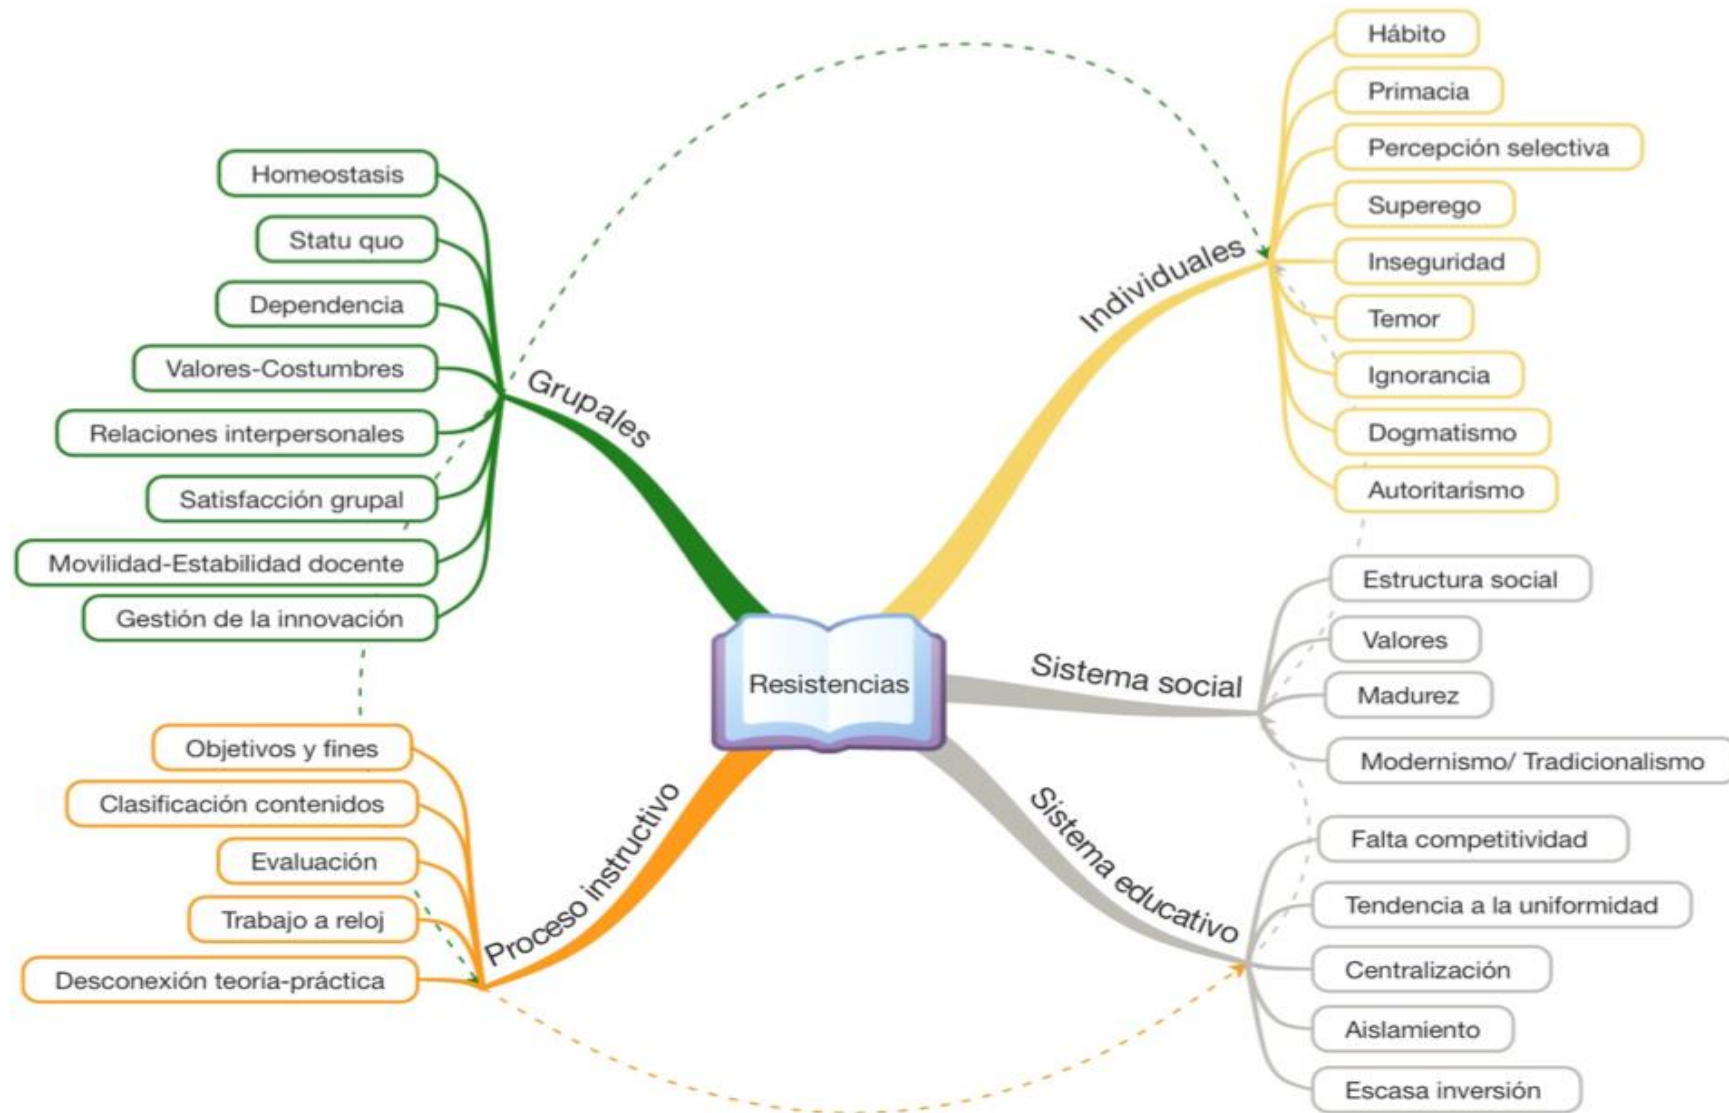 Resistencias
Individuales
Hábito
Primacia
Percepción selectiva
Superego
Inseguridad
Temor
Ignorancia
Dogmatismo
Autoritarismo
Sistema social
Estructura social
Valores
Madurez
Modernismo/ Tradicionalismo
Sistema educativo
Falta competitividad
Tendencia a la uniformidad
Centralización
Aislamiento
Escasa inversión
Grupales
Homeostasis
Statu quo
Dependencia
Valores-Costumbres
Relaciones interpersonales
Satisfacción grupal
Movilidad-Estabilidad docente
Gestión de la innovación
Proceso instructivo
Objetivos y fines
Clasificación contenidos
Evaluación
Trabajo a reloj
Desconexión teoría-práctica